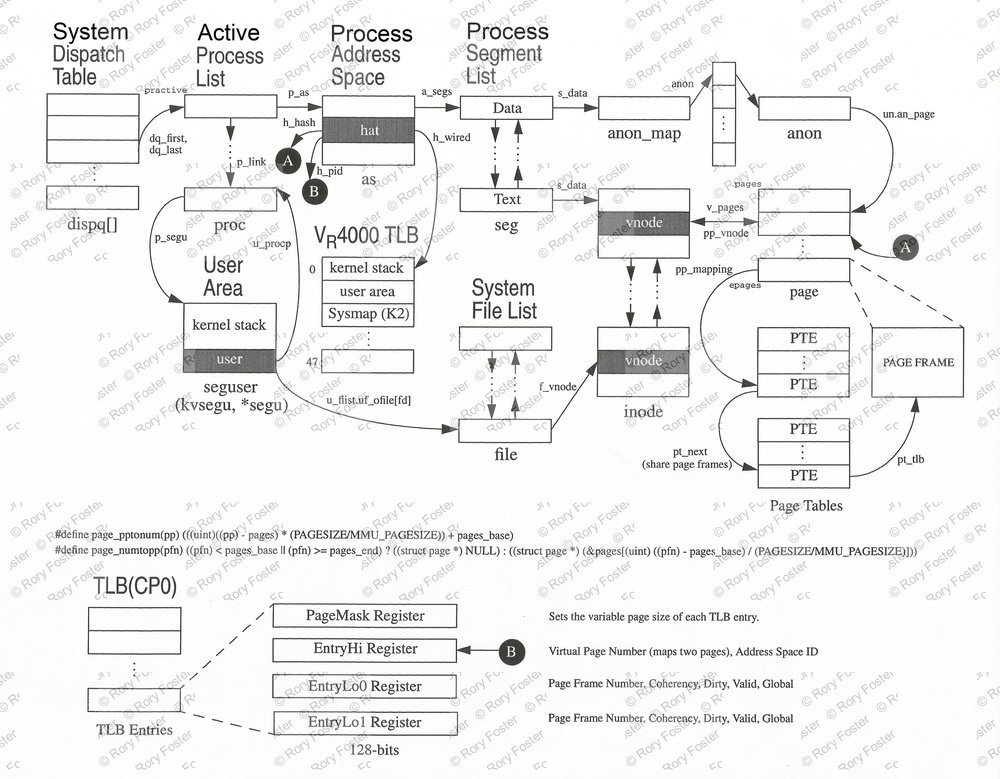 System
Dispatch
Table
Active
Process
List
Process
Address
Space
Process
Segment
List
practive
p_as
a_segs
Data
s_data
anon
anon_map
anon
un.an_page
dq_first,
dq_last
h_hash
hat
h_wired
A
p_link
h_pid
B
as
dispq[]
proc
Text
s_data
seg
pages
vnode
v_pages
pp_vnode
A
p_segu
u_procp
VR4000 TLB
0
kernel stack
user area
Sysmap (K2)
47
User
Area
kernel stack
user
seguser
(kvsegu, *segu)
System
File List
pp_mapping
epages
page
PTE
PTE
PAGE FRAME
vnode
inode
f_vnode
u_flist.uf_ofile[fd]
file
PTE
PTE
pt_next
(share page frames)
pt_tlb
Page Tables
#define page_pptonum(pp) (((uint)((pp) - pages) * (PAGESIZE/MMU_PAGESIZE)) + pages_base)
#define page_numtopp(pfn) ((pfn) < pages_base || (pfn) >= pages_end) ? ((struct page *) NULL) : ((struct page *) (&pages[(uint) ((pfn) - pages_base) / (PAGESIZE/MMU_PAGESIZE)]))
TLB(CP0)
TLB Entries
PageMask Register
Sets the variable page size of each TLB entry.
EntryHi Register
B
Virtual Page Number (maps two pages), Address Space ID
EntryLo0 Register
Page Frame Number, Coherency, Dirty, Valid, Global
EntryLo1 Register
Page Frame Number, Coherency, Dirty, Valid, Global
128-bits
© Rory Foster